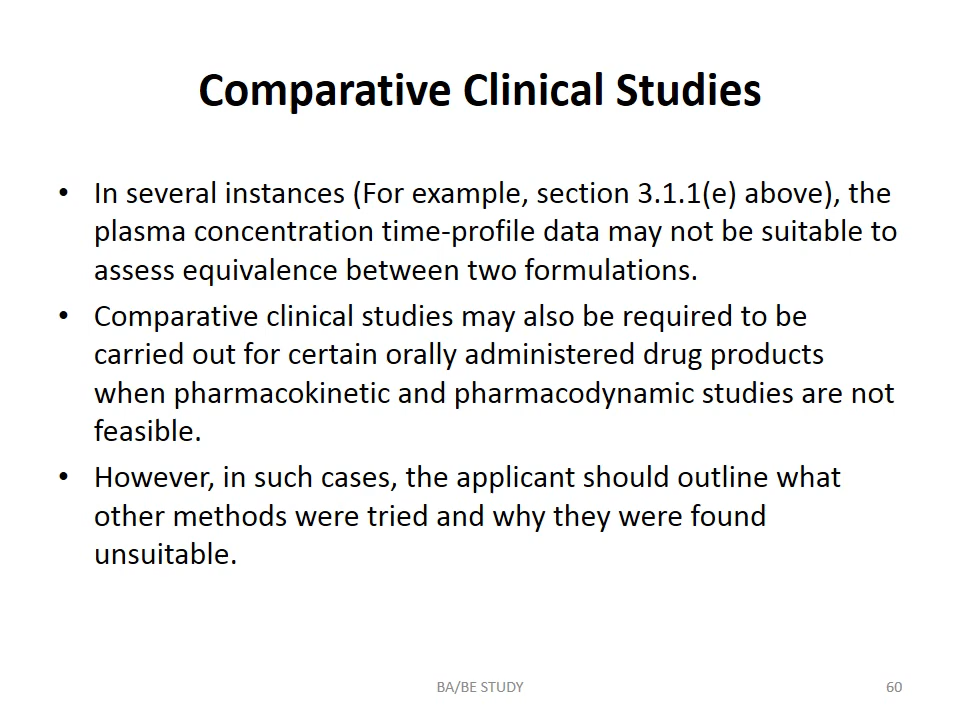 Comparative Clinical Studies
• In several instances (For example, section 3.1.1(e) above), the
plasma concentration time-profile data may not be suitable to
assess equivalence between two formulations.
• Comparative clinical studies may also be required to be
carried out for certain orally administered drug products
when pharmacokinetic and pharmacodynamic studies are not
feasible.
• However, in such cases, the applicant should outline what
other methods were tried and why they were found
unsuitable.
BA/BE STUDY
60